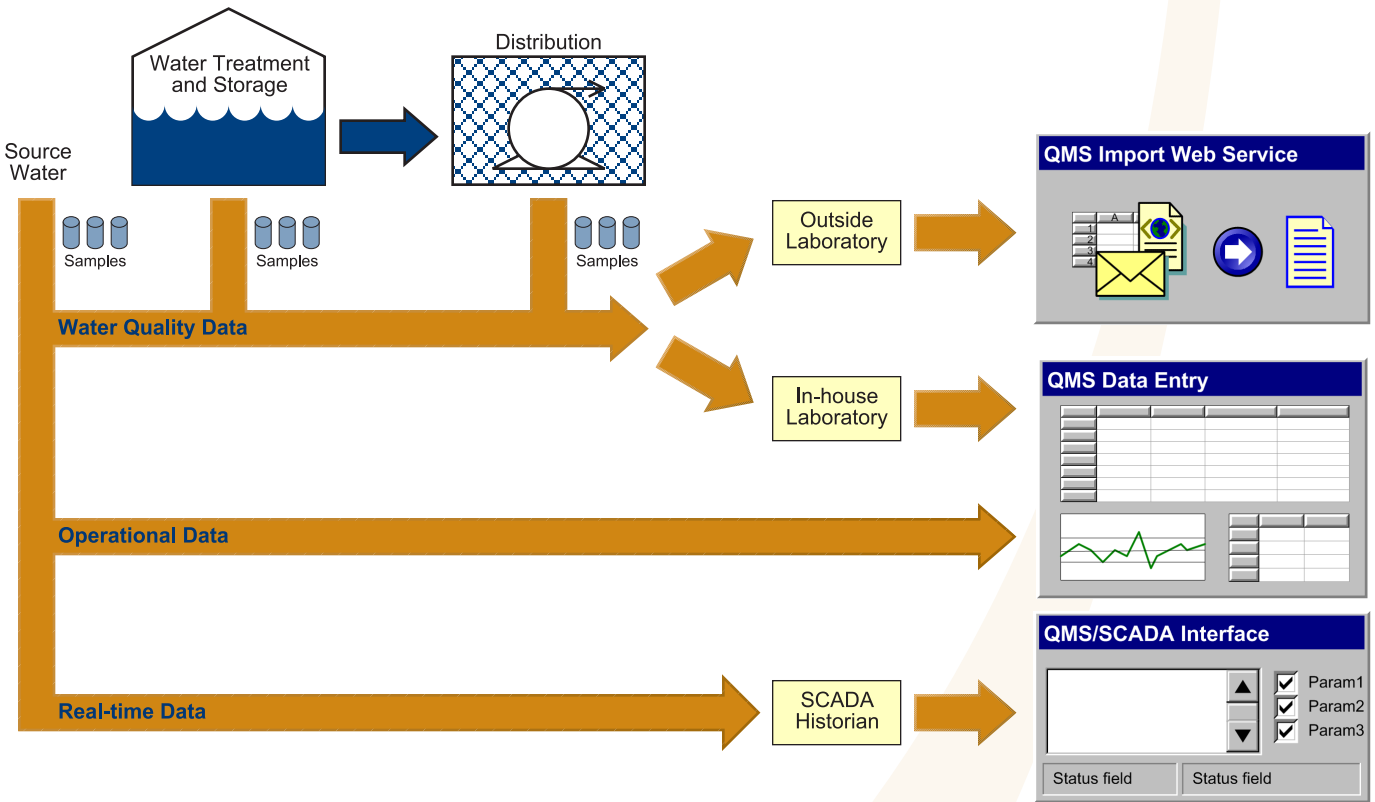 Distribution
Water Treatment
and Storage
Source
Water
Samples
Samples
Samples
Water Quality Data
Outside
Laboratory
In-house
Laboratory
Operational Data
Real-time Data
SCADA
Historian
QMS Import Web Service
A
1
2
3
4
QMS Data Entry
QMS/SCADA Interface
Param1
Param2
Param3
Status field
Status field